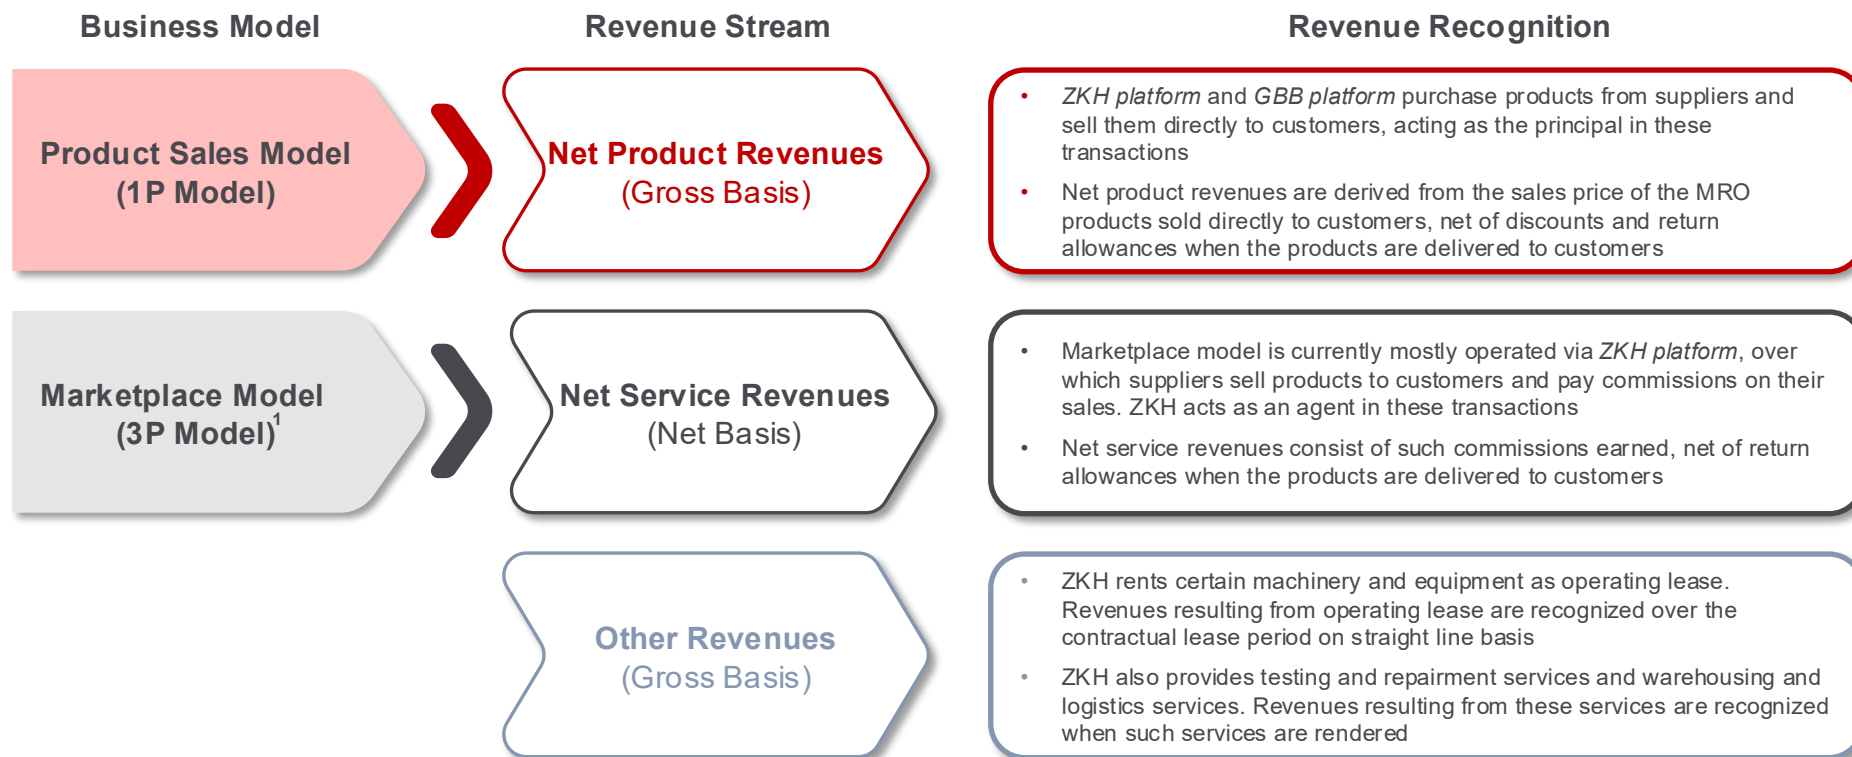 Business Model
Revenue Stream
Revenue Recognition
Product Sales Model
(1P Model)
Net Product Revenues
(Gross Basis)
• ZKH platform and GBB platform purchase products from suppliers and
sell them directly to customers, acting as the principal in these
transactions
• Net product revenues are derived from the sales price of the MRO
products sold directly to customers, net of discounts and return
allowances when the products are delivered to customers
Marketplace Model
(3P Model)¹
Net Service Revenues
(Net Basis)
• Marketplace model is currently mostly operated via ZKH platform, over
which suppliers sell products to customers and pay commissions on their
sales. ZKH acts as an agent in these transactions
• Net service revenues consist of such commissions earned, net of return
allowances when the products are delivered to customers
Other Revenues
(Gross Basis)
• ZKH rents certain machinery and equipment as operating lease.
Revenues resulting from operating lease are recognized over the
contractual lease period on straight line basis
• ZKH also provides testing and repairment services and warehousing and
logistics services. Revenues resulting from these services are recognized
when such services are rendered